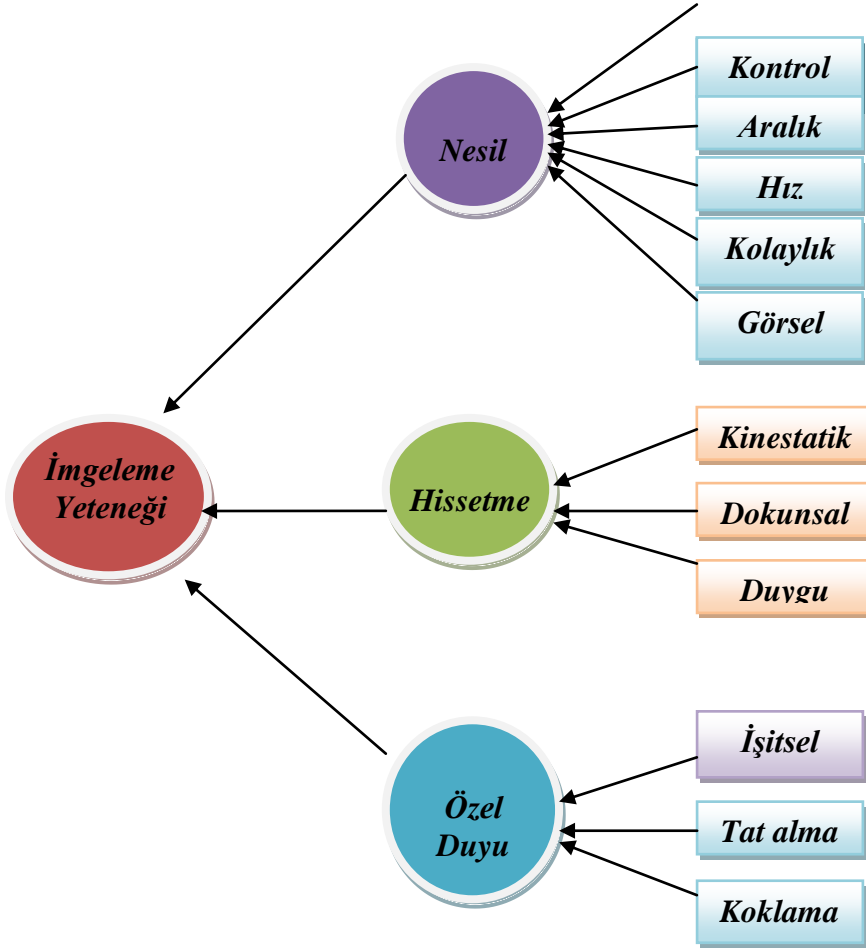 Kontrol
Aralık
Nesil
Hız
Kolaylık
Görsel
Kinestatik
İmgeleme
Yeteneği
Hissetme
Dokunsal
Duygu
İşitsel
Özel
Duyu
Tat alma
Koklama